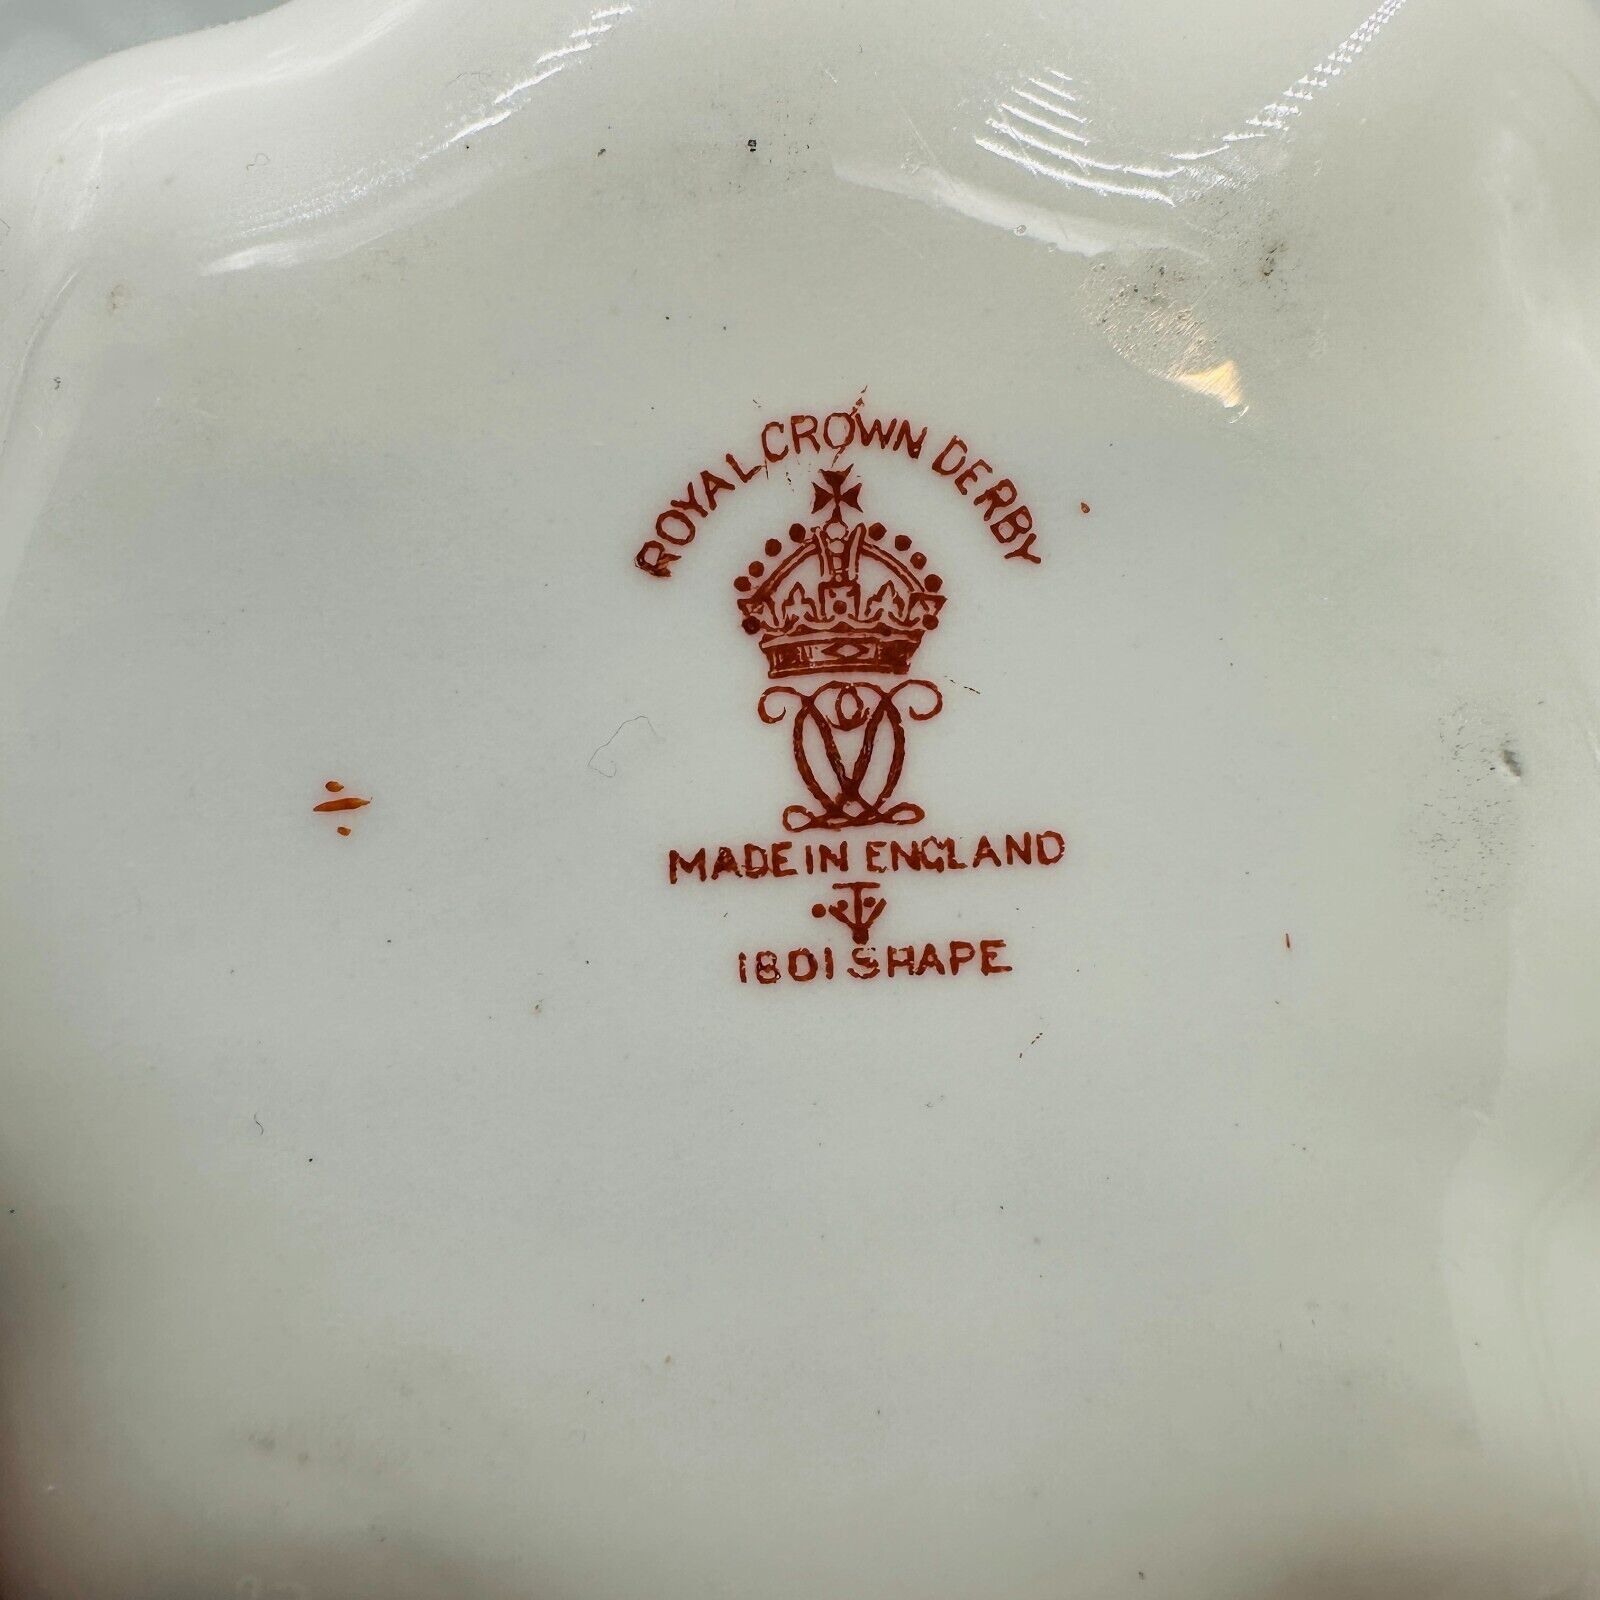 ROYAL CROWN DERBY
MADE IN ENGLAND
1801 SHAPE